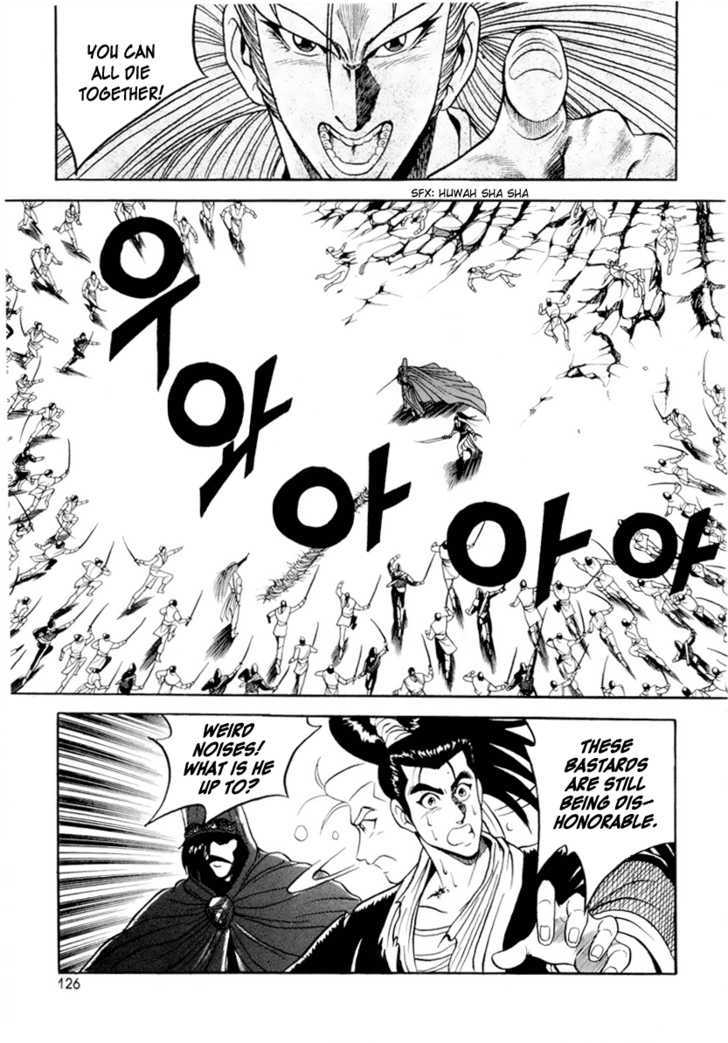 YOU CAN
ALL DIE
TOGETHER!
SFX: HUWAH SHA SHA
우와아아아
WEIRD
NOISES!
WHAT IS HE
UP TO?
THESE
BASTARDS
ARE STILL
BEING DIS-
HONORABLE.
126